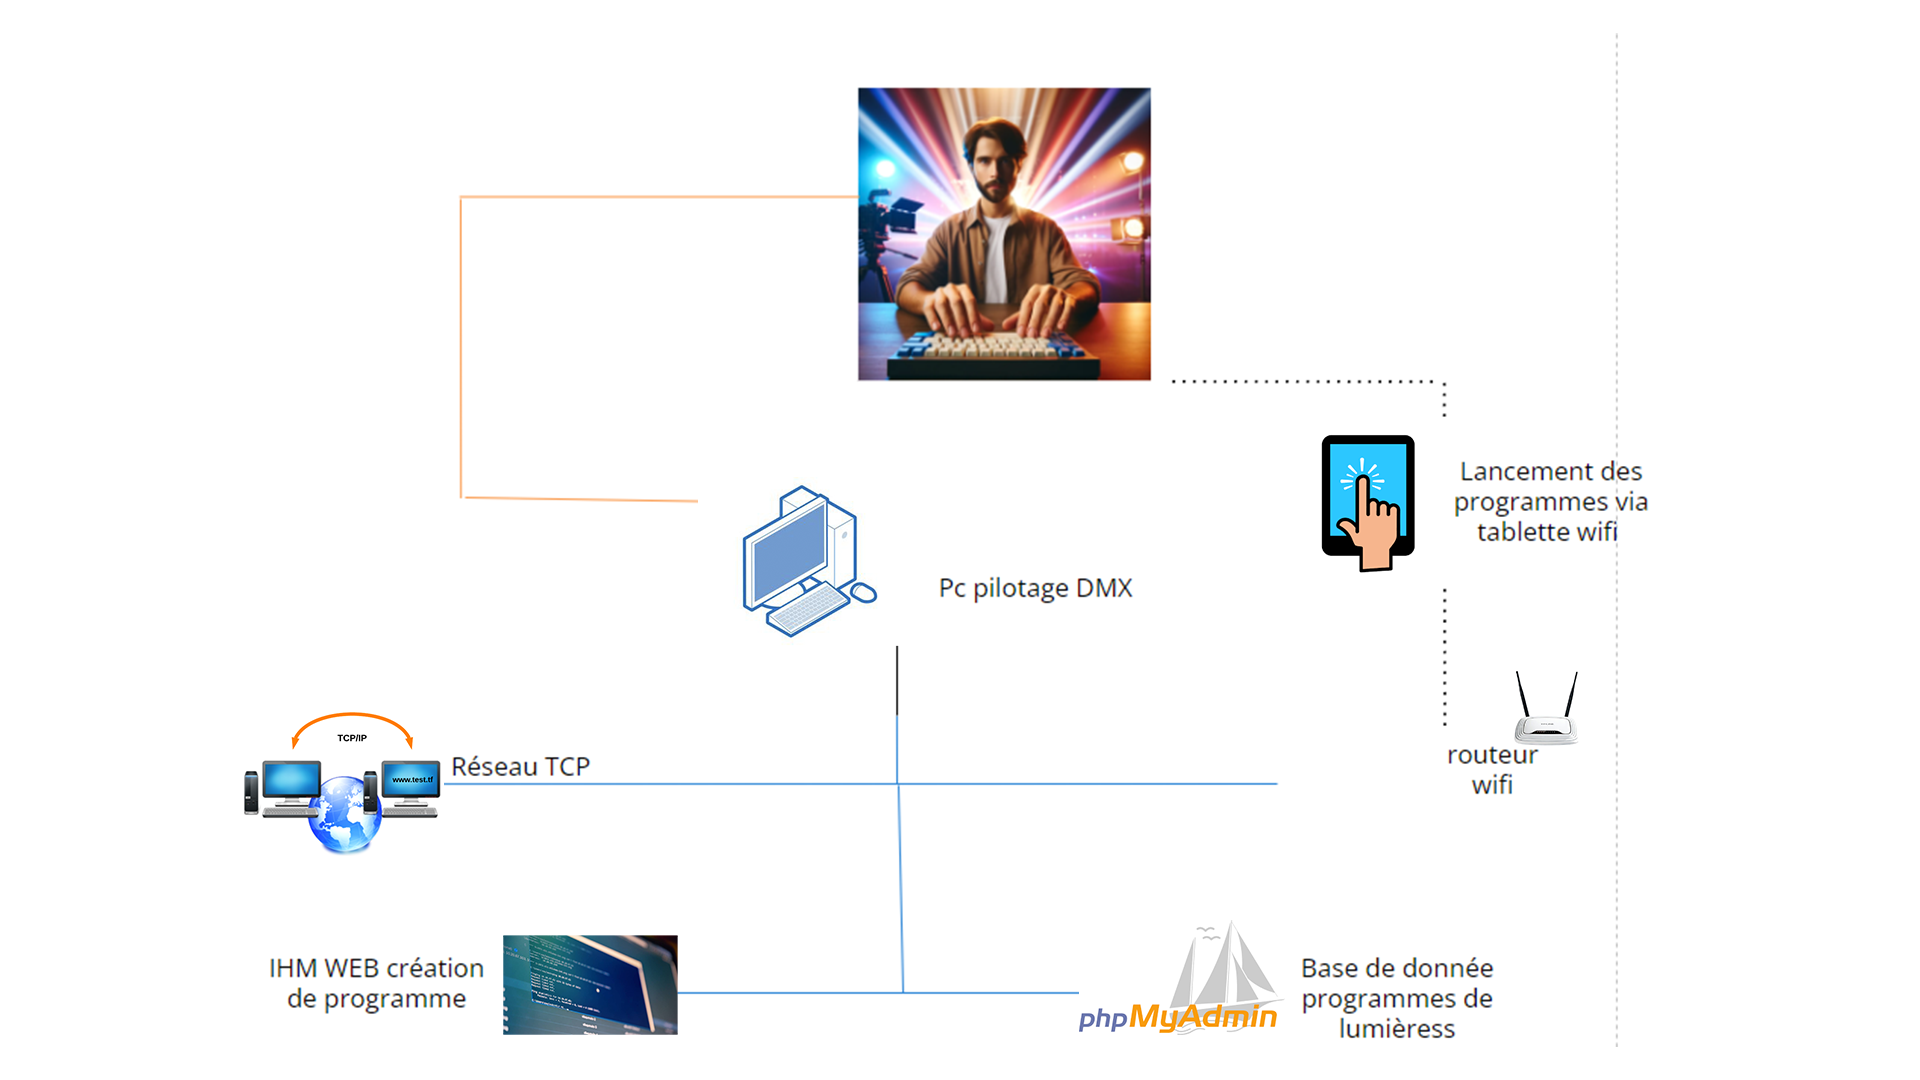 Lancement des
programmes via
tablette wifi
Pc pilotage DMX
TCP/IP
www.test.tf
Réseau TCP
routeur
wifi
IHM WEB création
de programme
phpMyAdmin
Base de donnée
programmes de
lumièress